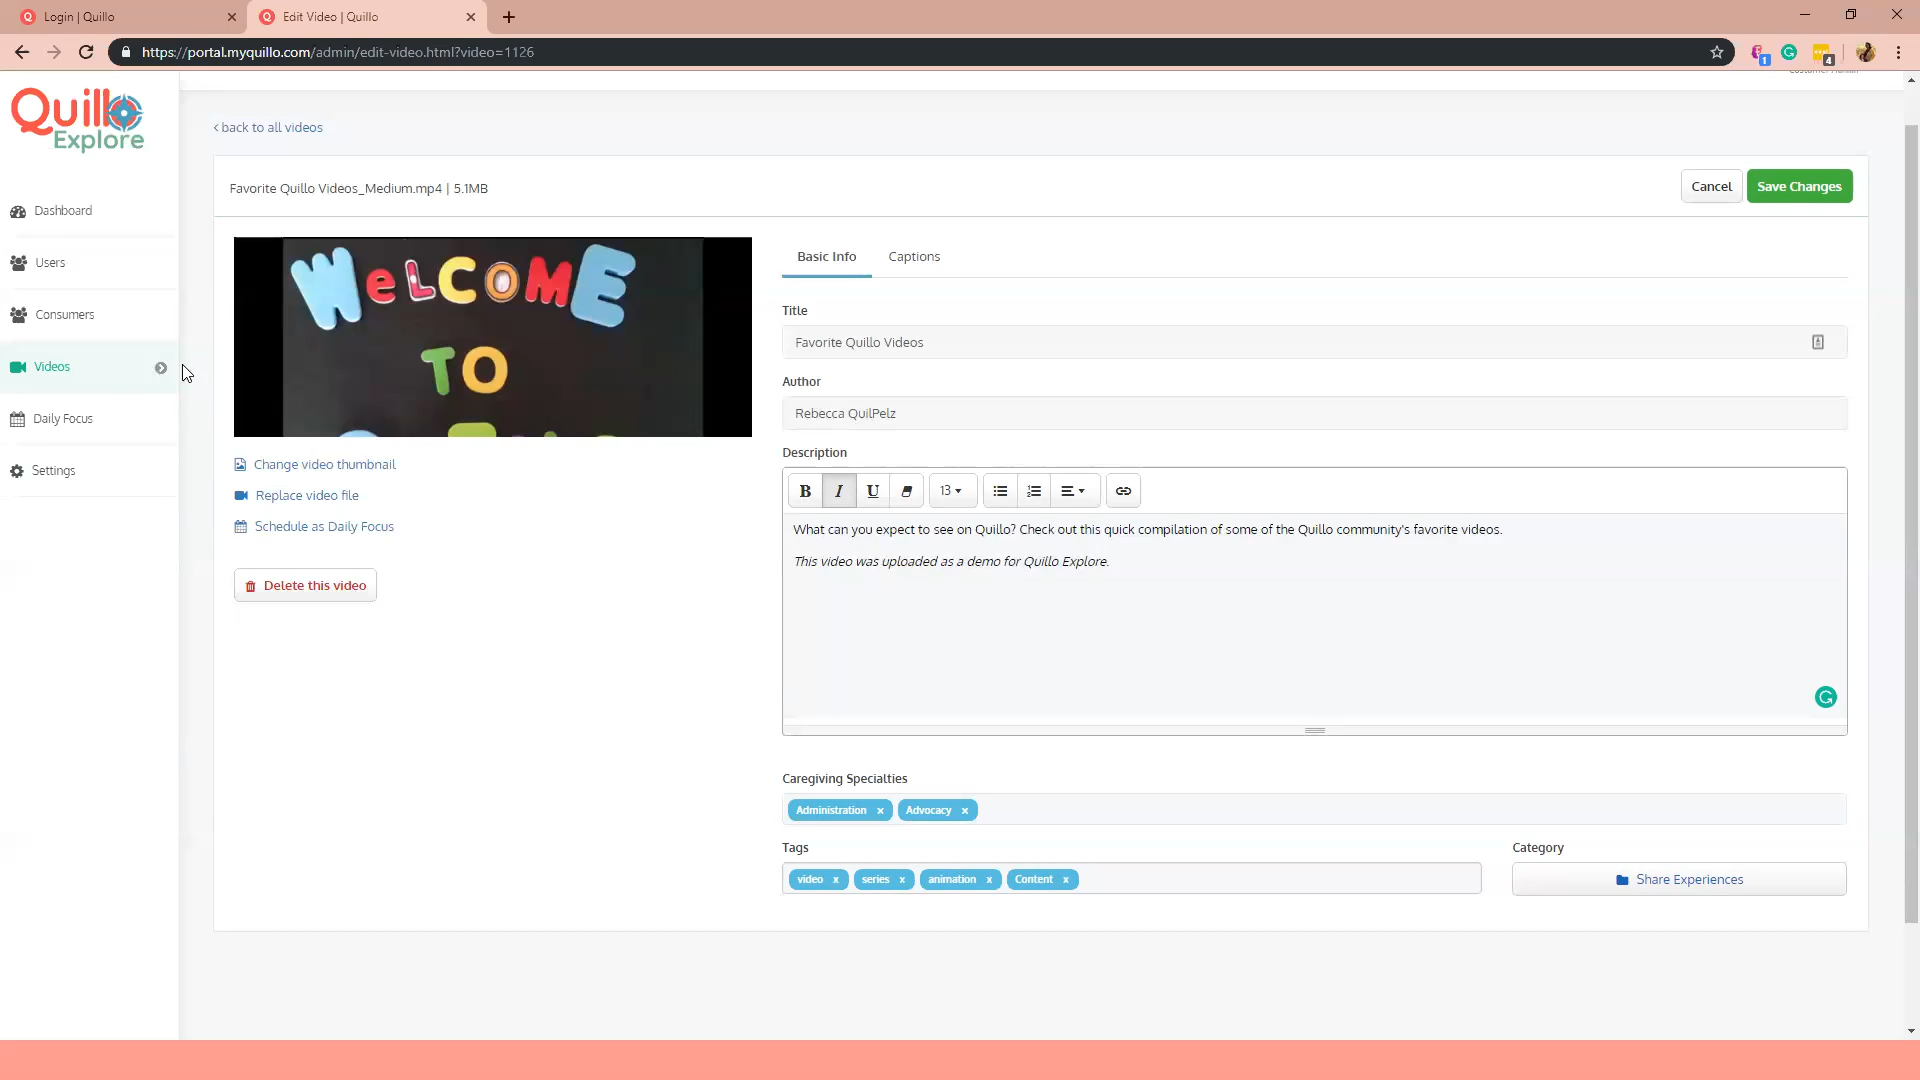 Login | Quillo
Edit Video | Quillo
https://portal.myquillo.com/admin/edit-video.html?video=1126
1
4
Quillo
Explore
‹ back to all videos
Dashboard
Users
Consumers
Videos
Daily Focus
Settings
Favorite Quillo Videos_Medium.mp4 | 5.1MB
Cancel
Save Changes
WeLCOME
TO
Change video thumbnail
Replace video file
Schedule as Daily Focus
Delete this video
Basic Info
Captions
Title
Favorite Quillo Videos
Author
Rebecca QuilPelz
Description
B I U 13
What can you expect to see on Quillo? Check out this quick compilation of some of the Quillo community's favorite videos.
This video was uploaded as a demo for Quillo Explore.
Caregiving Specialties
Administration x Advocacy x
Tags
video x series x animation x Content x
Category
Share Experiences